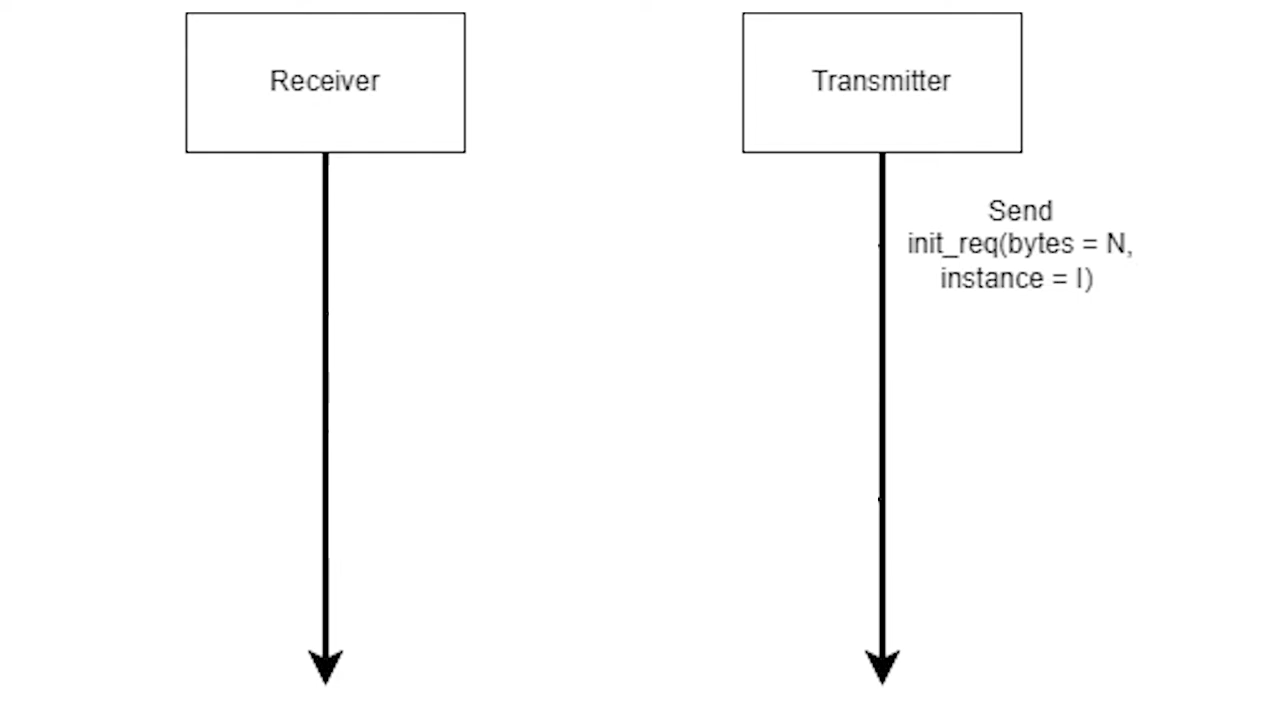 Receiver
Transmitter
Send
init_req(bytes = N,
instance = I)